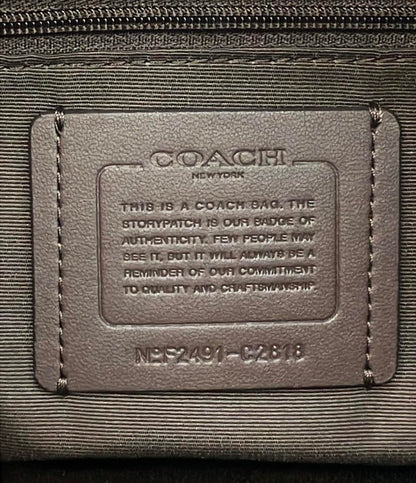 COACH
NEW YORK
THIS IS A COACH BAG. THE
STORYPATCH IS OUR BADGE OF
AUTHENTICITY. FEW PEOPLE MAY
SEE IT, BUT IT WILL ALWAYS BE A
REMINDER OF OUR COMMITMENT
TO QUALITY AND CRAFTSMANSHIP.
Nº F2491-C2818